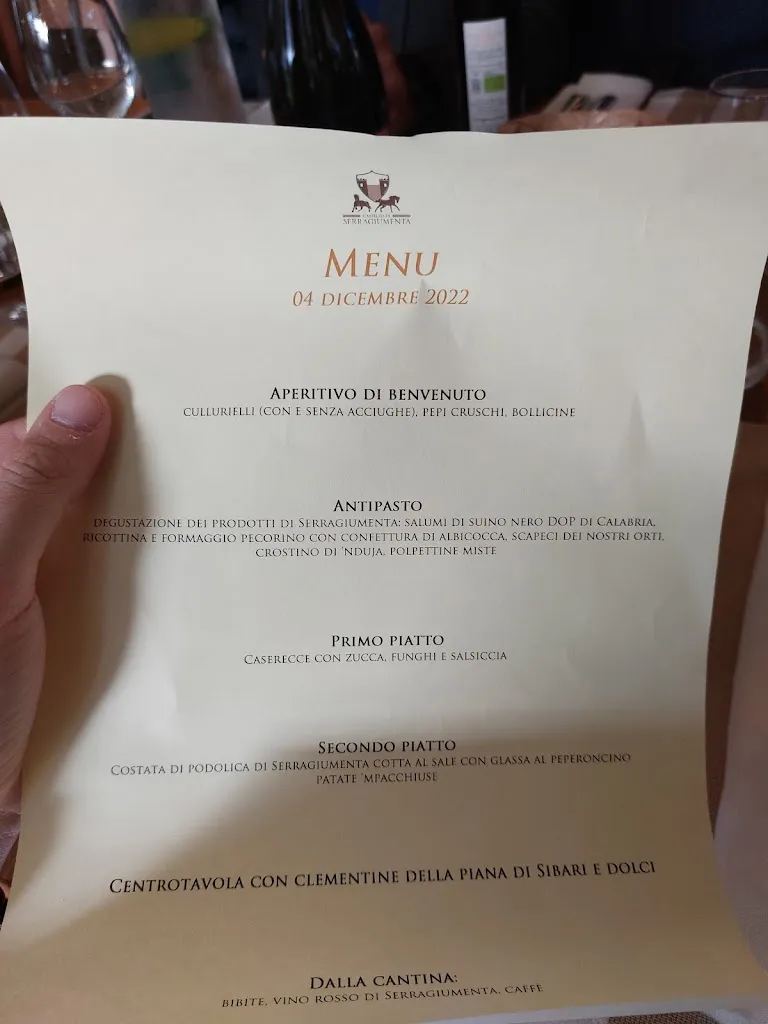 SERRAGIUMENTA
MENU
04 DICEMBRE 2022
APERITIVO DI BENVENUTO
CULLURIELLI (CON E SENZA ACCIUGHE), PEPI CRUSCHI, BOLLICINE
ANTIPASTO
DEGUSTAZIONE DEI PRODOTTI DI SERRAGIUMENTA: SALUMI DI SUINO NERO DOP DI CALABRIA,
RICOTTINA E FORMAGGIO PECORINO CON CONFETTURA DI ALBICOCCA, SCAPECI DEI NOSTRI ORTI,
CROSTINO DI 'NDUJA, POLPETTINE MISTE
PRIMO PIATTO
CASERECCE CON ZUCCA, FUNGHI E SALSICCIA
SECONDO PIATTO
COSTATA DI PODOLICA DI SERRAGIUMENTA COTTA AL SALE CON GLASSA AL PEPERONCINO
PATATE 'MPACCHIUSE
CENTROTAVOLA CON CLEMENTINE DELLA PIANA DI SIBARI E DOLCI
DALLA CANTINA:
BIBITE, VINO ROSSO DI SERRAGIUMENTA, CAFFÈ